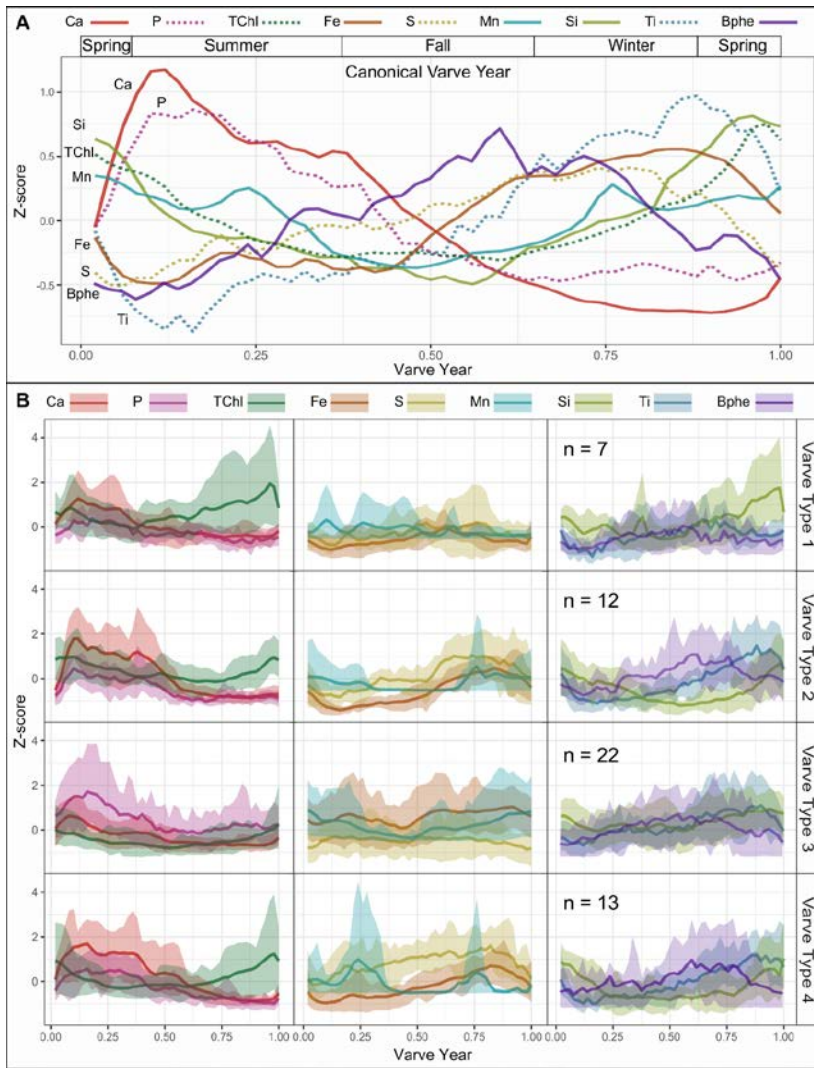 Ca P TChl Fe S Mn Si Ti Bphe
A Spring Summer Fall Winter Spring
Canonical Varve Year
Ca
P
Si
TChl
Mn
Fe
S
Bphe
Ti
Z-score
1.0
0.5
0.0
-0.5
0.00 0.25 0.50 0.75 1.00
Varve Year
B Ca P TChl Fe S Mn Si Ti Bphe
4
2
0
n = 7
Varve Type 1
4
2
0
n = 12
Varve Type 2
Z-score
4
2
0
n = 22
Varve Type 3
4
2
0
n = 13
Varve Type 4
0.00 0.25 0.50 0.75 1.00 0.00 0.25 0.50 0.75 1.00 0.00 0.25 0.50 0.75 1.00
Varve Year